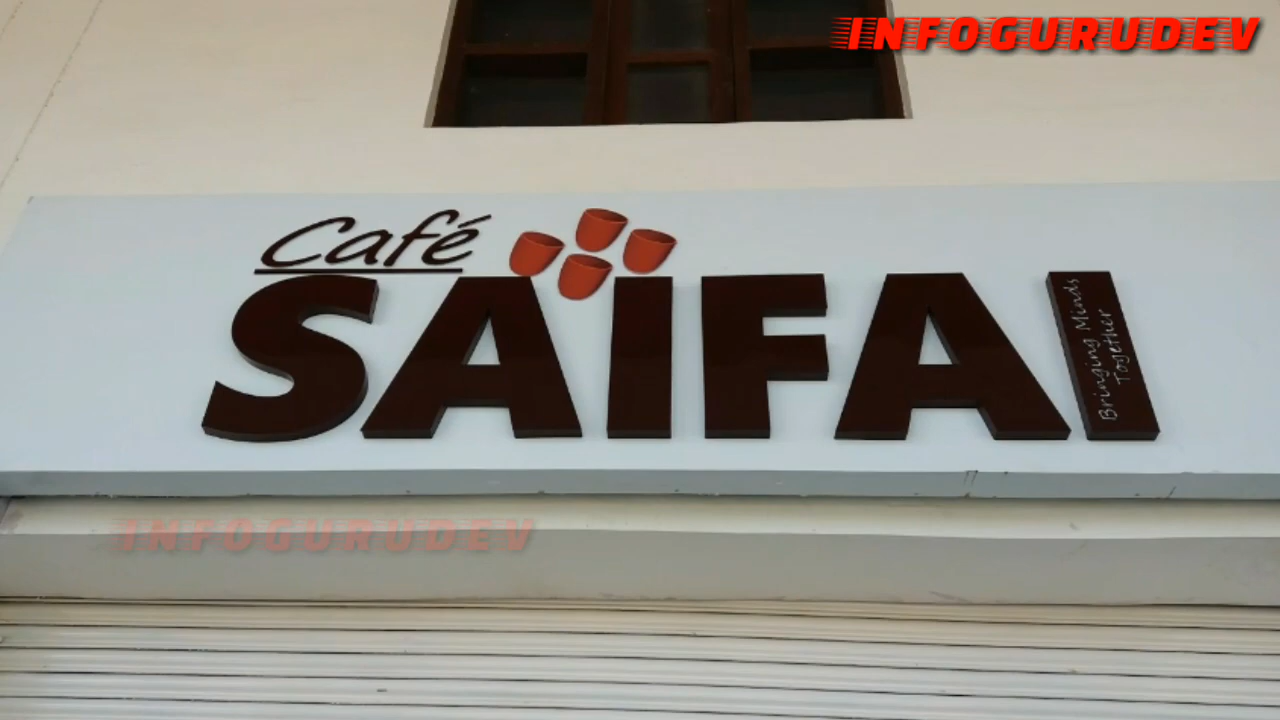 INFOGURUDEV
Café
SAIFAI
Bringing Minds
Together
INFOGURUDEV